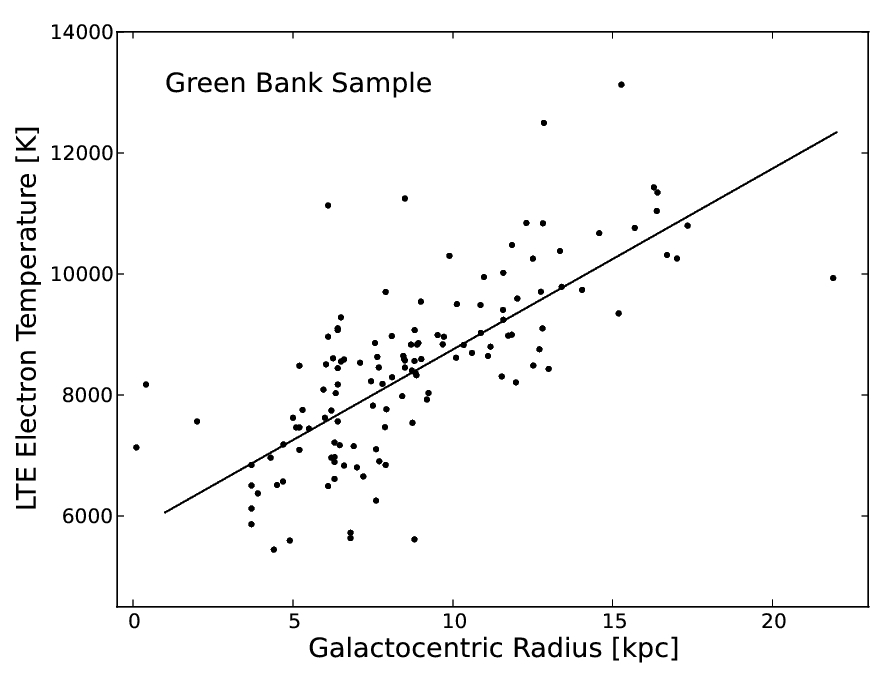 14000
Green Bank Sample
12000
10000
8000
6000
LTE Electron Temperature [K]
0 5 10 15 20
Galactocentric Radius [kpc]